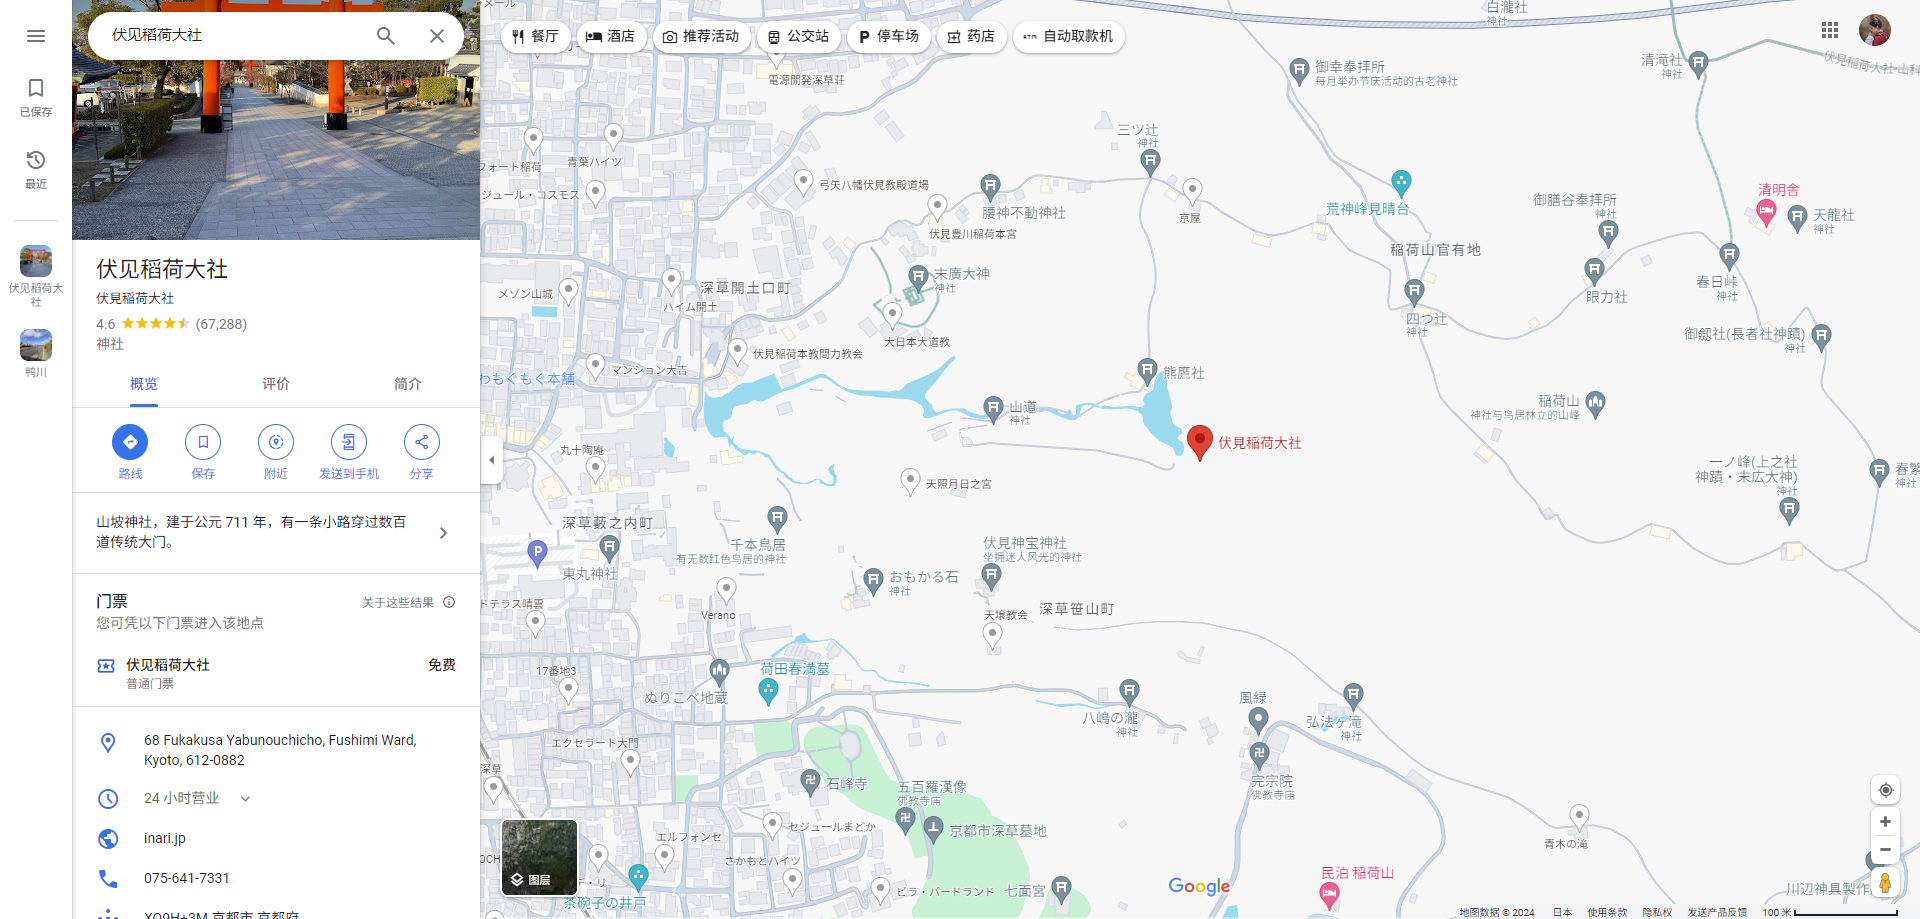 伏见稻荷大社
已保存
最近
伏见稻荷大
社
鸭川
伏见稻荷大社
伏見稲荷大社
4.6 (67,288)
神社
概览
评价
简介
路线
保存
附近
发送到手机
分享
山坡神社，建于公元 711 年，有一条小路穿过数百
道传统大门。
门票
关于这些结果
您可凭以下门票进入该地点
伏见稻荷大社
免费
普通门票
68 Fukakusa Yabunouchicho, Fushimi Ward,
Kyoto, 612-0882
24 小时营业
inari.jp
075-641-7331
XQ9H+3M 京都市 京都府
餐厅
酒店
推荐活动
公交站
停车场
药店
自动取款机
メール
電源開発深草荘
白瀧社
神社
清滝社
神社
御幸奉拝所
每月举办节庆活动的古老神社
三ツ辻
神社
フォート稲荷
青葉ハイツ
ジュール・コスモス
弓矢八幡伏見教殿道場
腰神不動神社
伏見豊川稲荷本宮
京屋
荒神峰見晴台
御膳谷奉拝所
神社
清明舎
天龍社
神社
稲荷山官有地
眼力社
春日峠
神社
四つ辻
神社
御劔社(長者社神蹟)
神社
メゾン山城
ハイム開土
深草開土口町
末廣大神
神社
大日本大道教
伏見稲荷本教間力教会
マンション大吉
わもぐもぐ本舗
熊鷹社
山道
神社
伏見稲荷大社
稲荷山
神社与鸟居林立的山峰
丸十陶庵
天照月日之宮
一ノ峰(上之社
神蹟・末広大神)
神社
春繁
神社
深草藪之内町
千本鳥居
有无数红色鸟居的神社
東丸神社
伏見神宝神社
坐拥迷人风光的神社
おもかる石
神社
ドテラス晴雲
Verano
天壌教会
深草笹山町
17番地3
ぬりこべ地蔵
荷田春満墓
八嶋の瀧
神社
風緑
弘法ヶ滝
神社
エクセラート大門
深草
石峰寺
五百羅漢像
佛教寺庙
京都市深草墓地
完宗院
佛教寺庙
セジュールまどか
エルフォンセ
さかもとハイツ
茶碗子の井戸
ビラ・バードランド
七面宮
民泊 稲荷山
青木の滝
川辺神具製作
图层
Google
地图数据 © 2024
日本
使用条款
隐私权
发送产品反馈
100 米